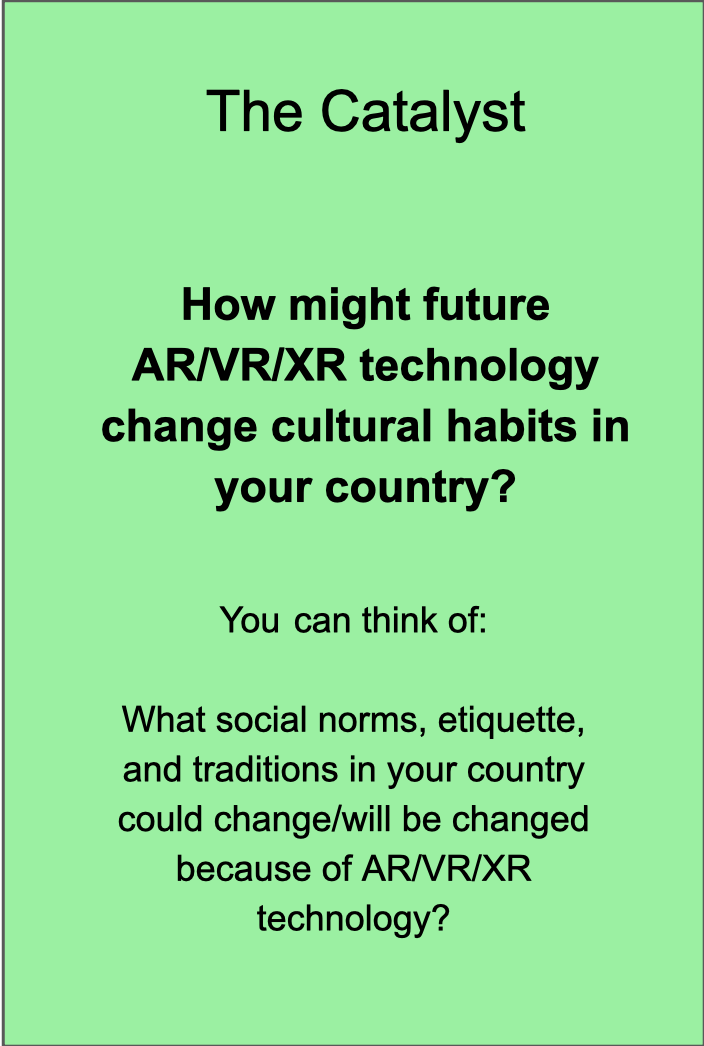 The Catalyst
How might future
AR/VR/XR technology
change cultural habits in
your country?
You can think of:
What social norms, etiquette,
and traditions in your country
could change/will be changed
because of AR/VR/XR
technology?